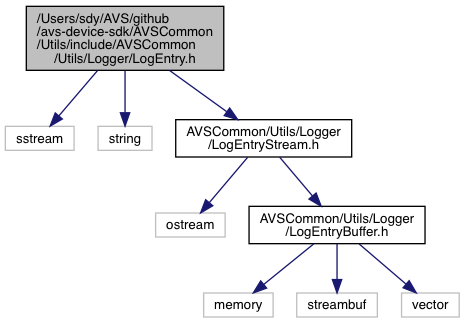 /Users/sdy/AVS/github
/avs-device-sdk/AVSCommon
/Utils/include/AVSCommon
/Utils/Logger/LogEntry.h
sstream
string
AVSCommon/Utils/Logger
/LogEntryStream.h
ostream
AVSCommon/Utils/Logger
/LogEntryBuffer.h
memory
streambuf
vector